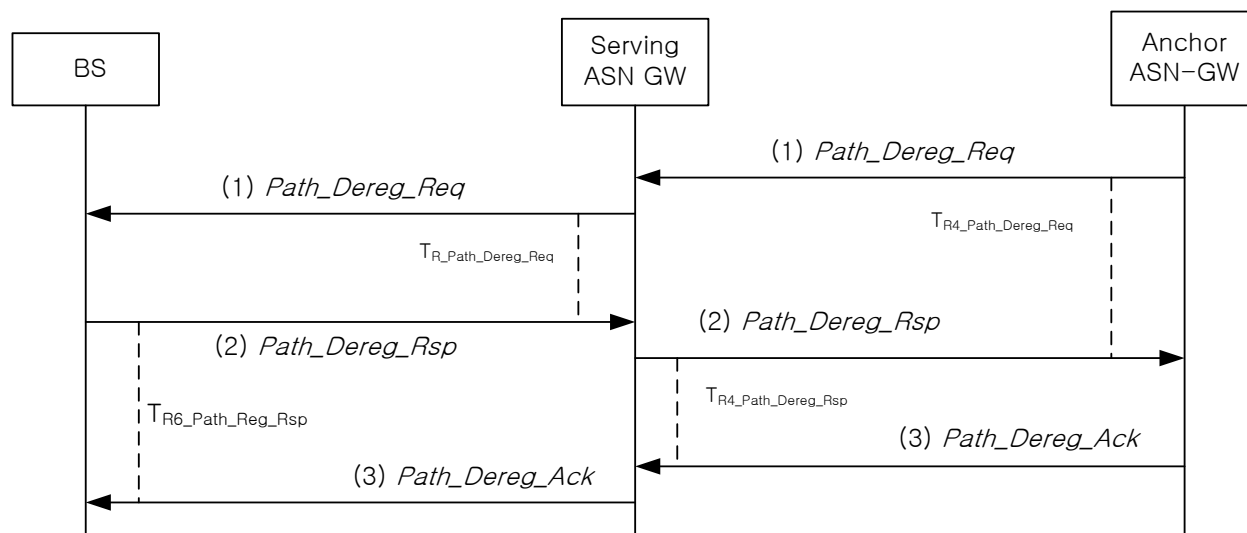 BS
Serving
ASN GW
Anchor
ASN-GW
(1) Path_Dereg_Req
(1) Path_Dereg_Req
TR4_Path_Dereg_Req
TR_Path_Dereg_Req
(2) Path_Dereg_Rsp
(2) Path_Dereg_Rsp
TR4_Path_Dereg_Rsp
TR6_Path_Reg_Rsp
(3) Path_Dereg_Ack
(3) Path_Dereg_Ack